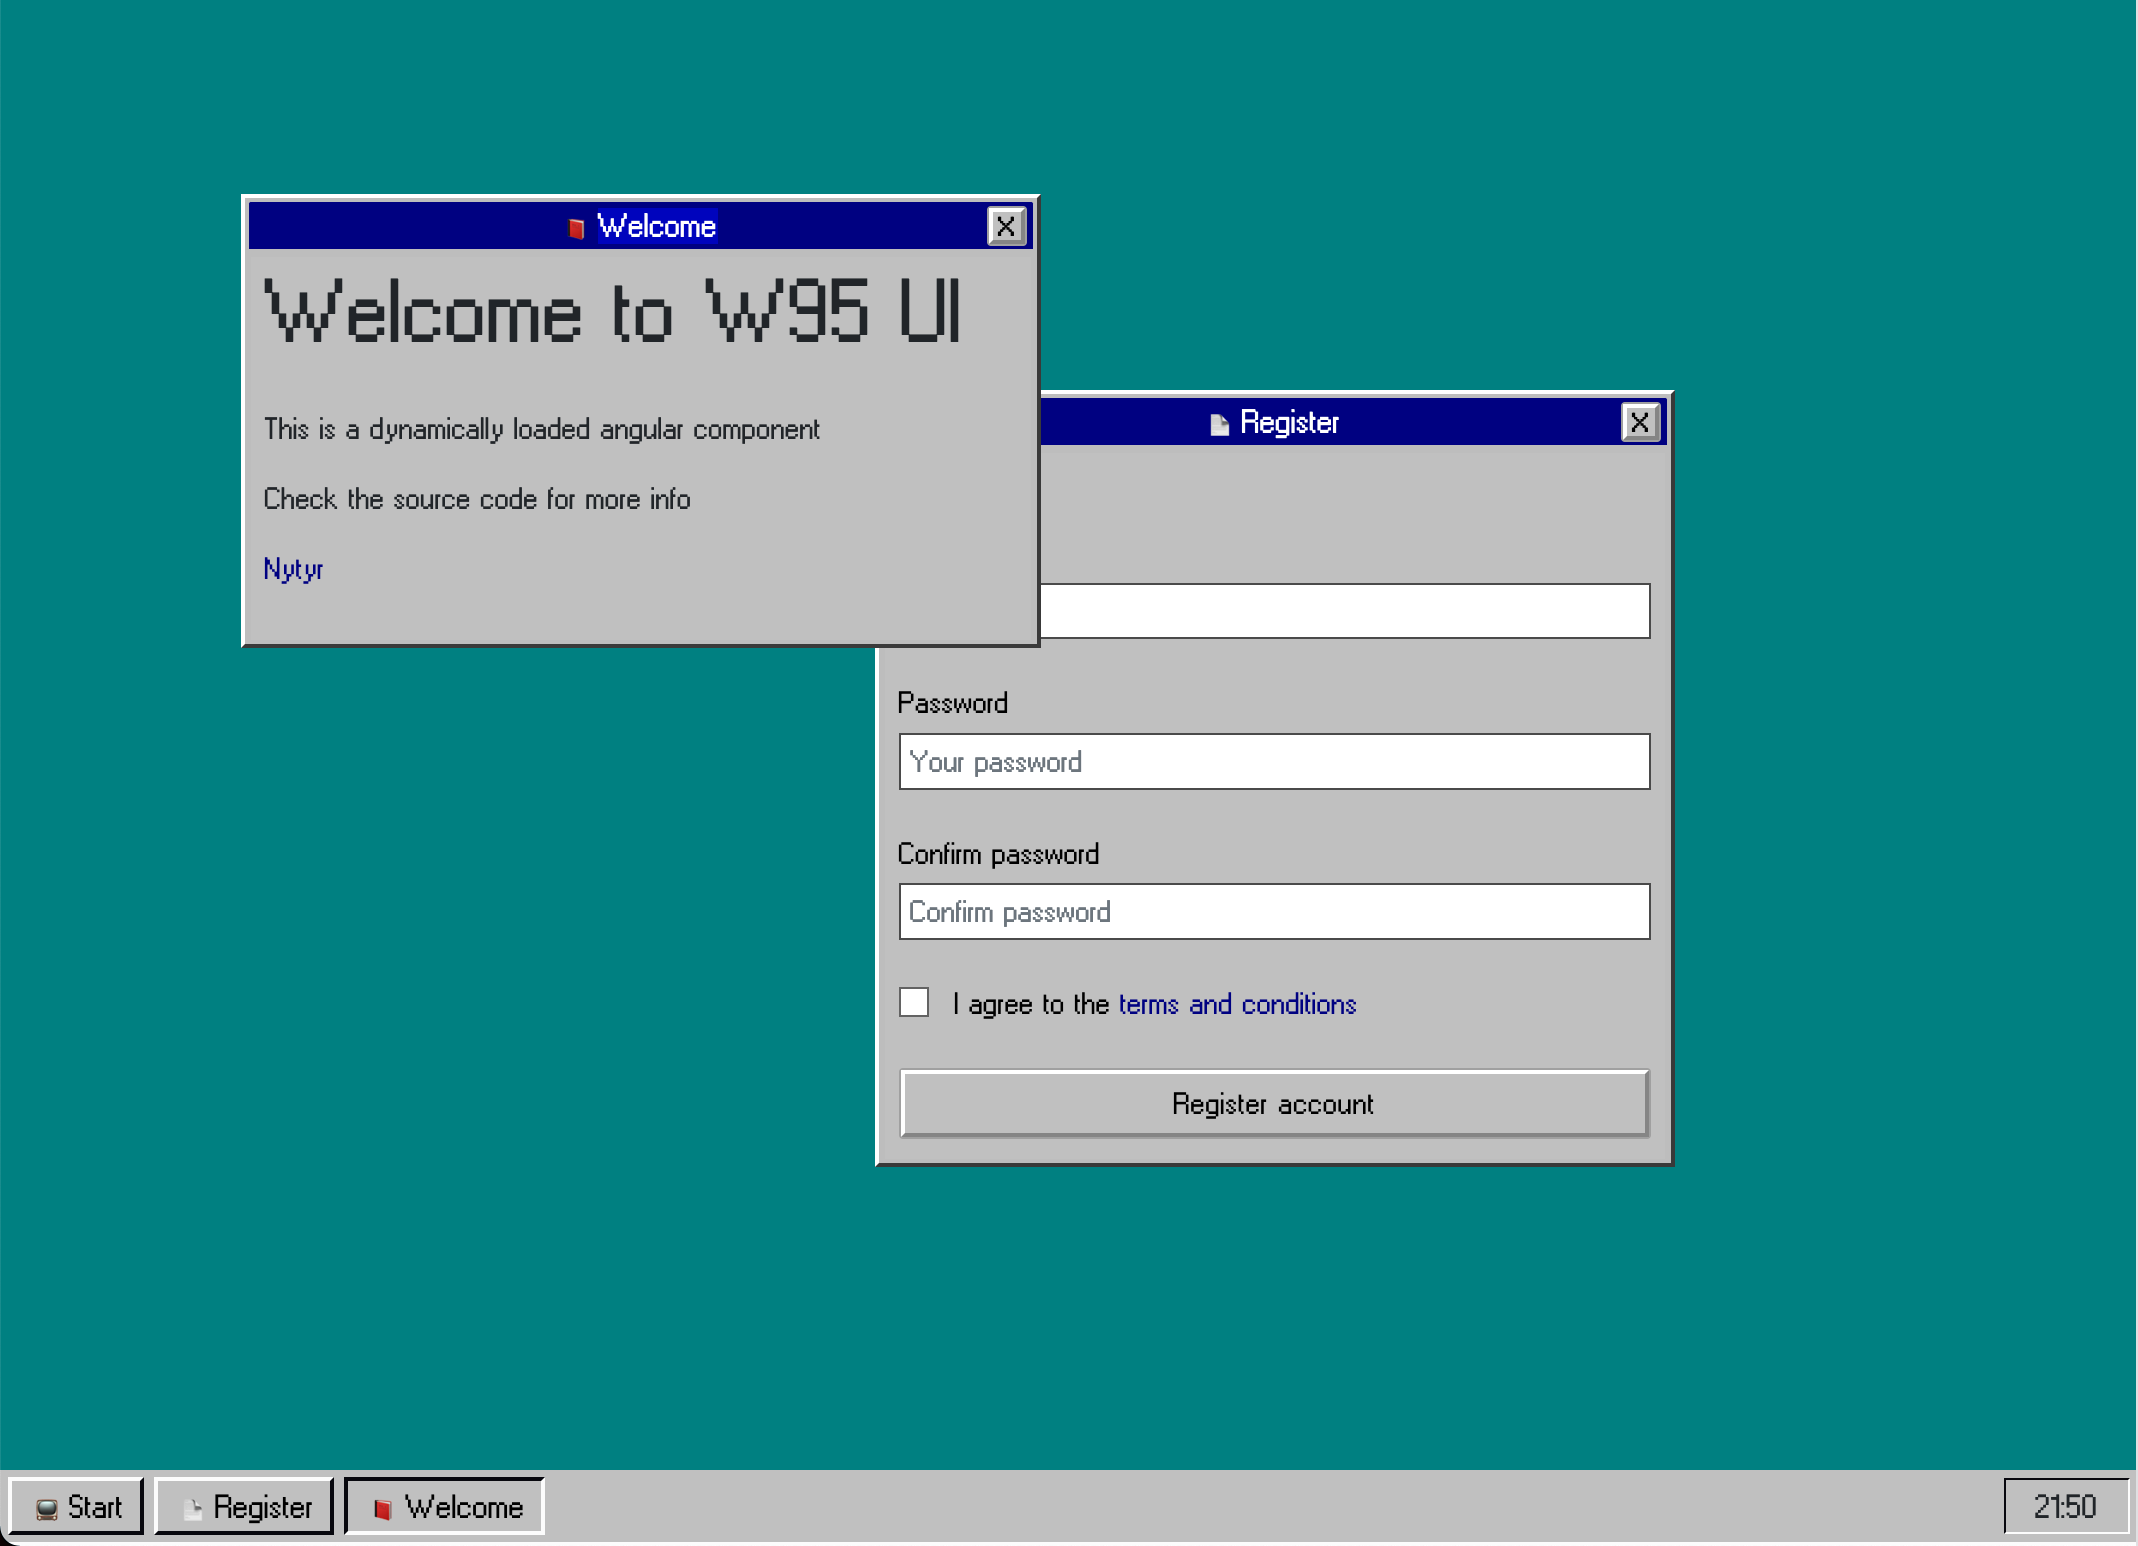 Welcome
X
Welcome to W95 UI
This is a dynamically loaded angular component
Check the source code for more info
Nytyr
Register
X
Password
Your password
Confirm password
Confirm password
I agree to the terms and conditions
Register account
Start
Register
Welcome
21:50